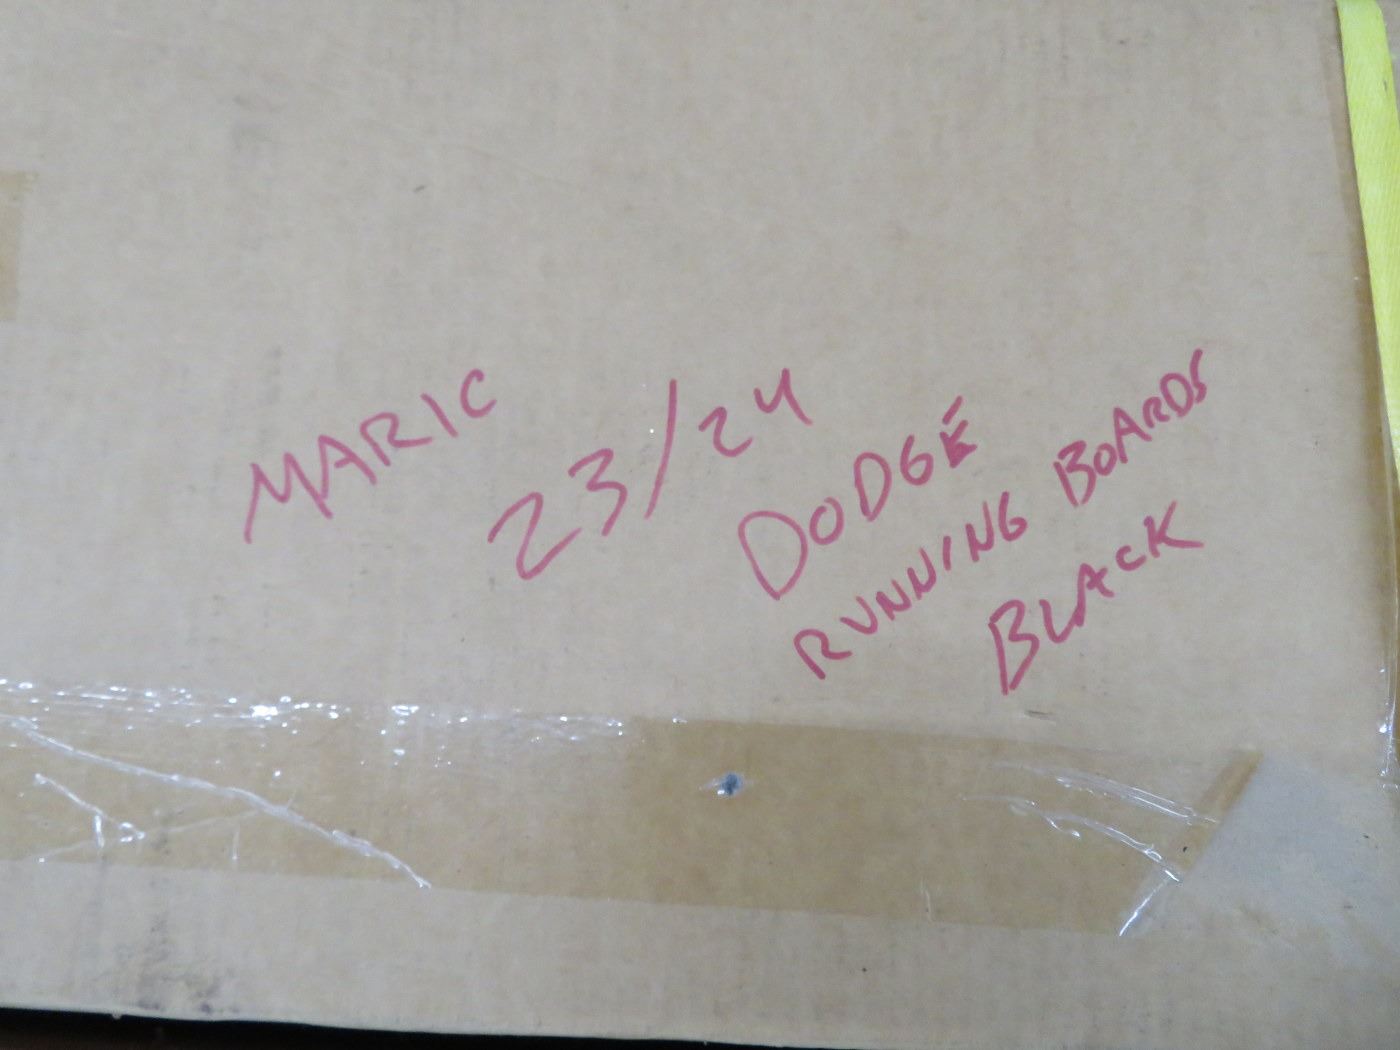 MARIC
23/24
DODGE
RUNNING BOARDS
BLACK